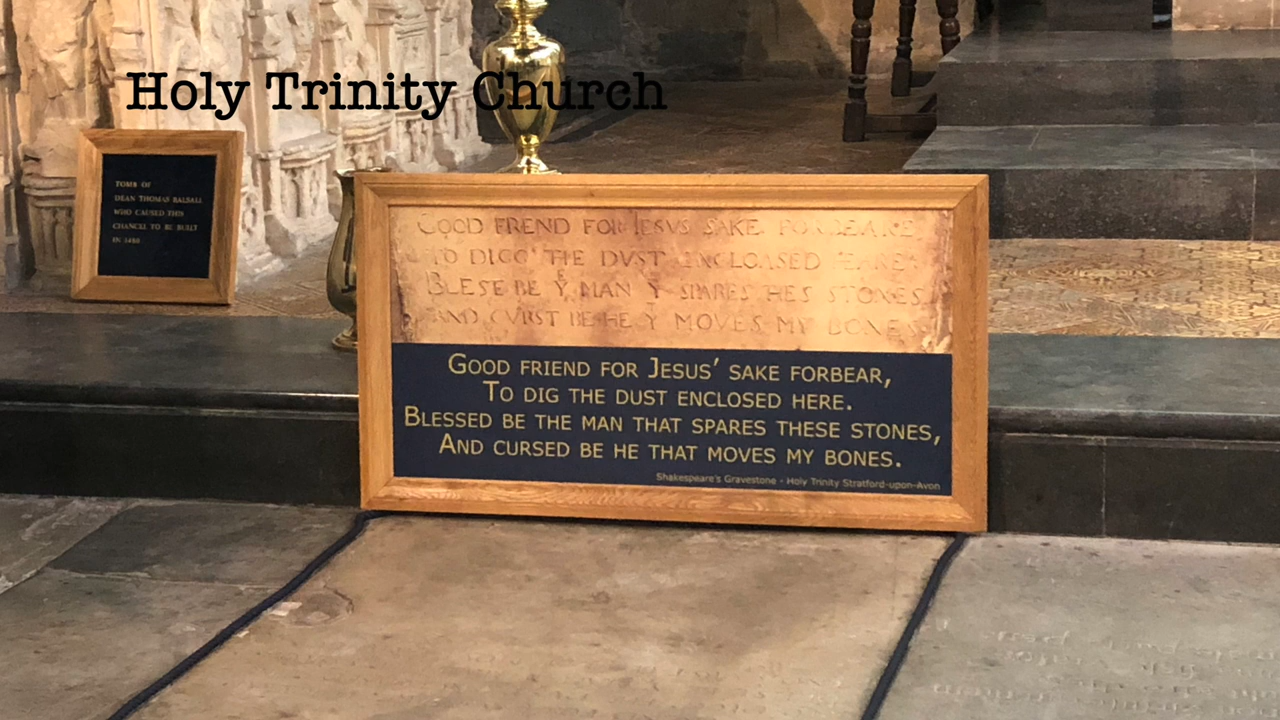 Holy Trinity Church
TOMB OF
DEAN THOMAS BALSALL
WHO CAUSED THIS
CHANCEL TO BE BUILT
IN 1480
GOOD FREND FOR IESVS SAKE FORBEARE,
TO DIGG THE DVST ENCLOASED HEARE.
BLESE BE Y MAN Y SPARES THES STONES,
AND CVRST BE HE Y MOVES MY BONES.
GOOD FRIEND FOR JESUS' SAKE FORBEAR,
TO DIG THE DUST ENCLOSED HERE.
BLESSED BE THE MAN THAT SPARES THESE STONES,
AND CURSED BE HE THAT MOVES MY BONES.
Shakespeare's Gravestone - Holy Trinity Stratford-upon-Avon